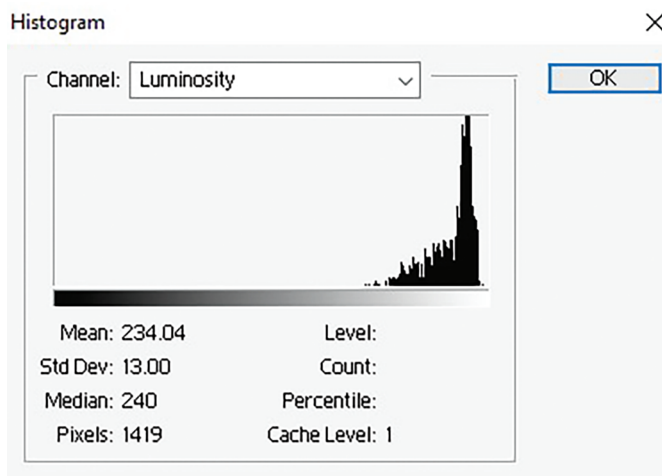 Histogram
Channel: Luminosity
OK
Mean: 234.04 Level:
Std Dev: 13.00 Count:
Median: 240 Percentile:
Pixels: 1419 Cache Level: 1